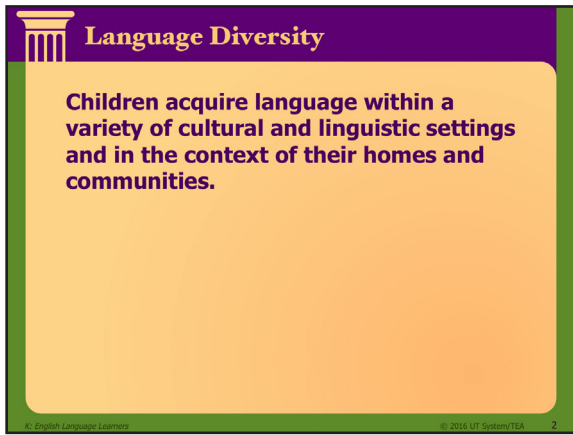 Language Diversity
Children acquire language within a
variety of cultural and linguistic settings
and in the context of their homes and
communities.
K: English Language Learners
© 2016 UT System/TEA
2